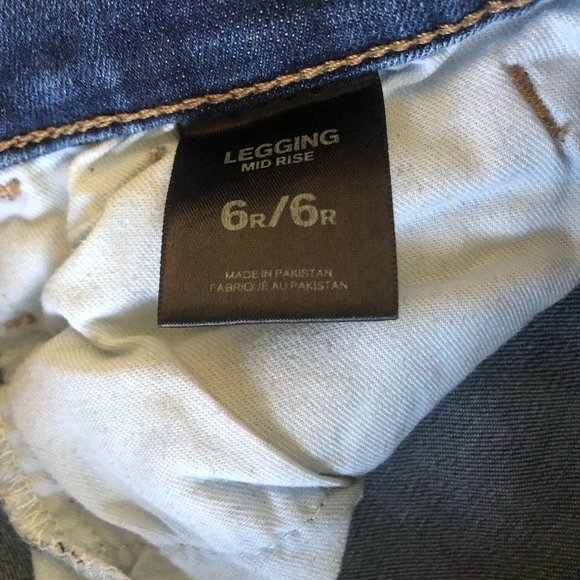 LEGGING
MID RISE
6R/6R
MADE IN PAKISTAN
FABRIQUÉ AU PAKISTAN